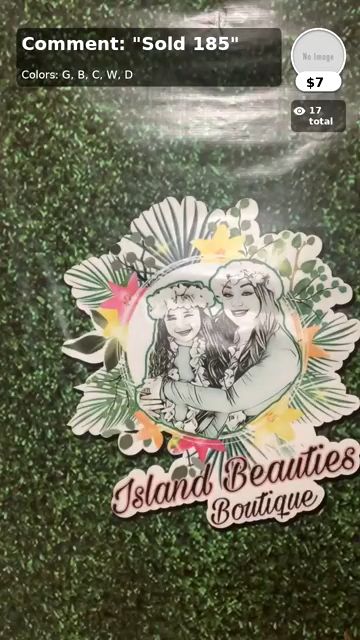 Comment: "Sold 185"
Colors: G, B, C, W, D
No Image
$7
17
total
Island Beauties
Boutique